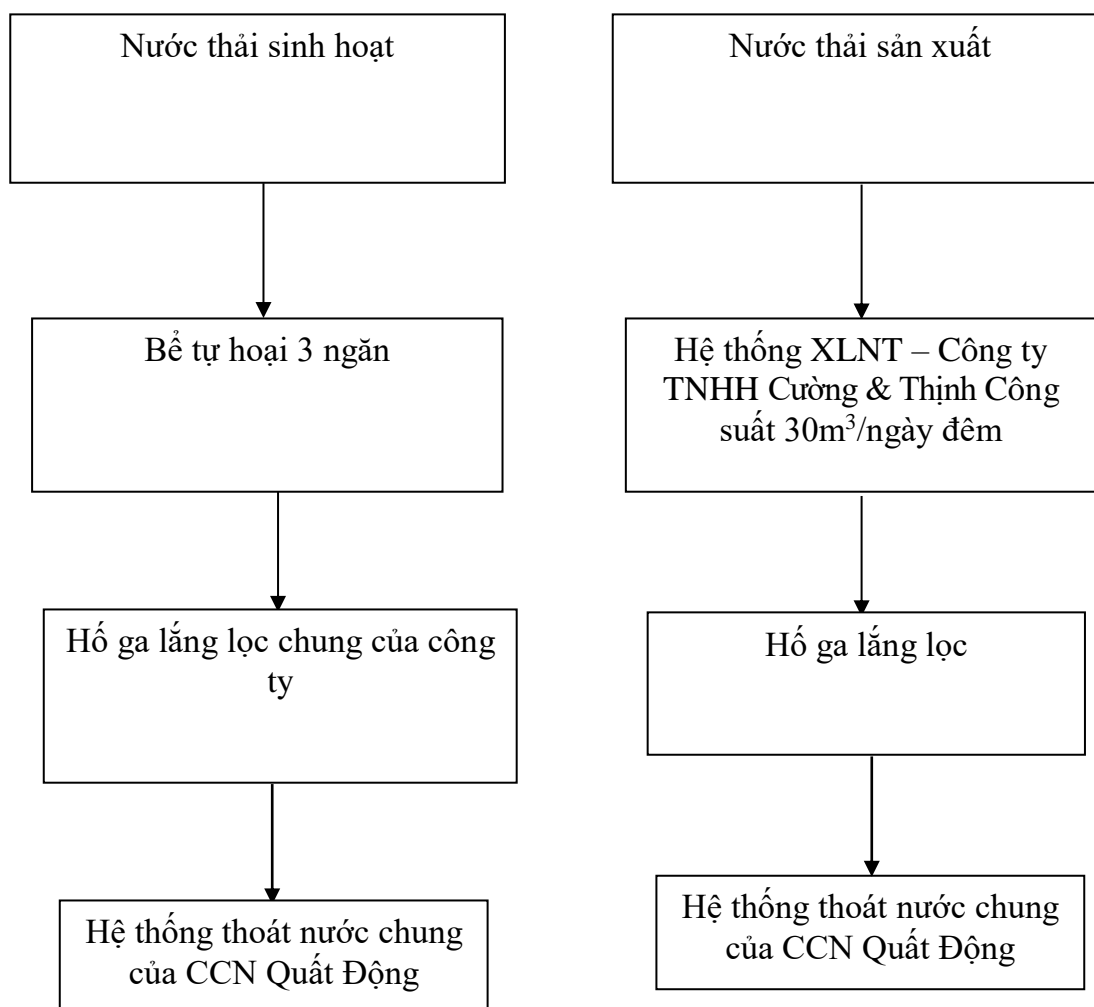 Nước thải sinh hoạt
Bể tự hoại 3 ngăn
Hố ga lắng lọc chung của công
ty
Hệ thống thoát nước chung
của CCN Quất Động
Nước thải sản xuất
Hệ thống XLNT – Công ty
TNHH Cường & Thịnh Công
suất 30m³/ngày đêm
Hố ga lắng lọc
Hệ thống thoát nước chung
của CCN Quất Động